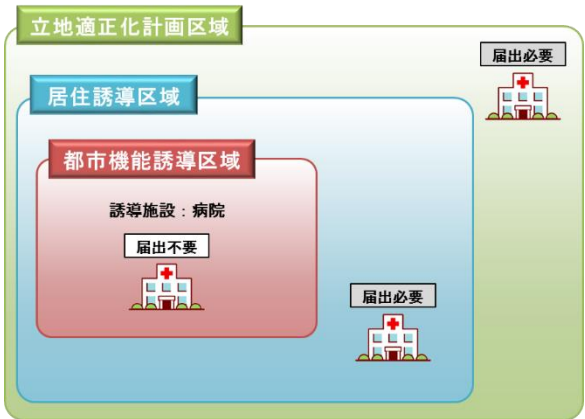 立地適正化計画区域
届出必要
居住誘導区域
都市機能誘導区域
誘導施設：病院
届出不要
届出必要